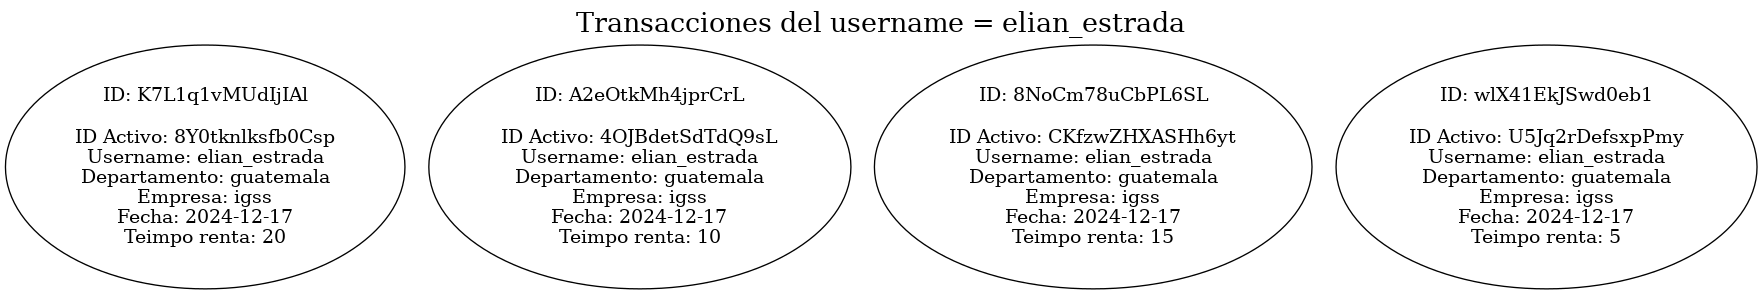 Transacciones del username = elian_estrada
ID: K7L1q1vMUdIjIAl
ID Activo: 8Y0tknlksfb0Csp
Username: elian_estrada
Departamento: guatemala
Empresa: igss
Fecha: 2024-12-17
Teimpo renta: 20
ID: A2eOtkMh4jprCrL
ID Activo: 4OJBdetSdTdQ9sL
Username: elian_estrada
Departamento: guatemala
Empresa: igss
Fecha: 2024-12-17
Teimpo renta: 10
ID: 8NoCm78uCbPL6SL
ID Activo: CKfzwZHXASHh6yt
Username: elian_estrada
Departamento: guatemala
Empresa: igss
Fecha: 2024-12-17
Teimpo renta: 15
ID: wlX41EkJSwd0eb1
ID Activo: U5Jq2rDefsxpPmy
Username: elian_estrada
Departamento: guatemala
Empresa: igss
Fecha: 2024-12-17
Teimpo renta: 5